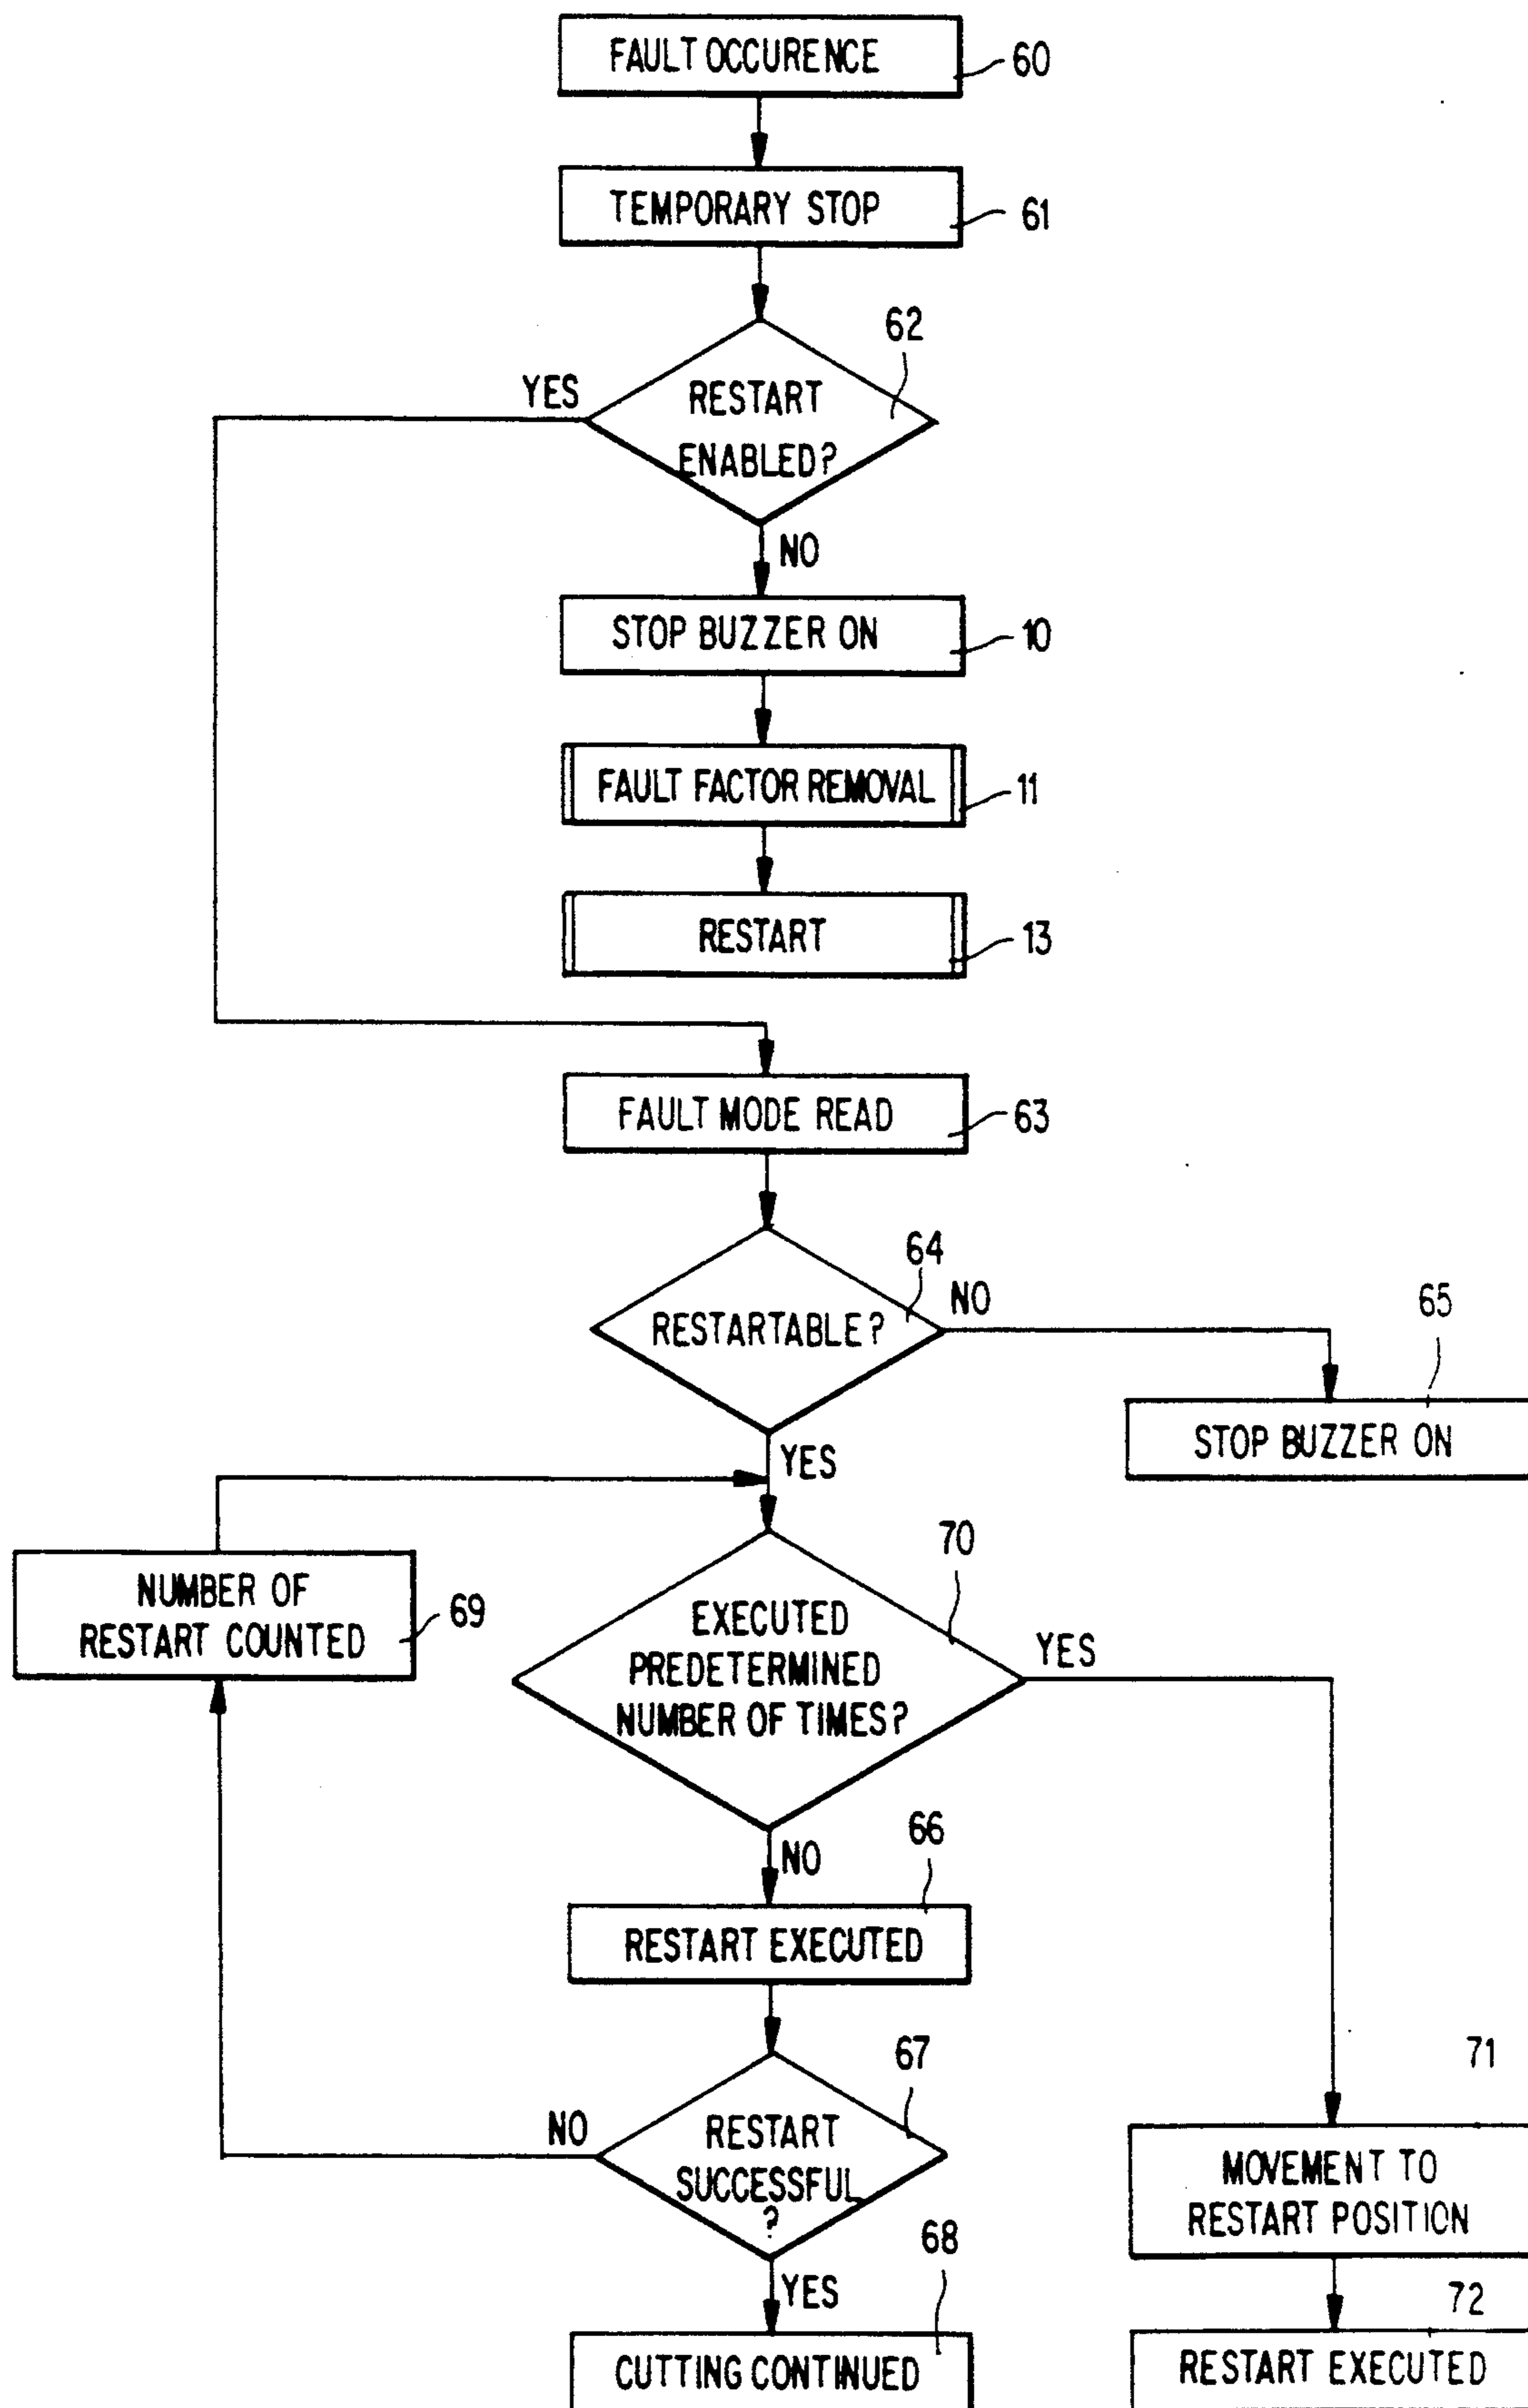 FAULT OCCURENCE
60
TEMPORARY STOP
61
62
YES
RESTART
ENABLED?
NO
STOP BUZZER ON
10
FAULT FACTOR REMOVAL
11
RESTART
13
FAULT MODE READ
63
64
RESTARTABLE?
NO
65
STOP BUZZER ON
YES
NUMBER OF
RESTART COUNTED
69
70
EXECUTED
PREDETERMINED
NUMBER OF TIMES?
YES
NO
66
RESTART EXECUTED
67
NO
RESTART
SUCCESSFUL
?
71
MOVEMENT TO
RESTART POSITION
YES
68
CUTTING CONTINUED
72
RESTART EXECUTED